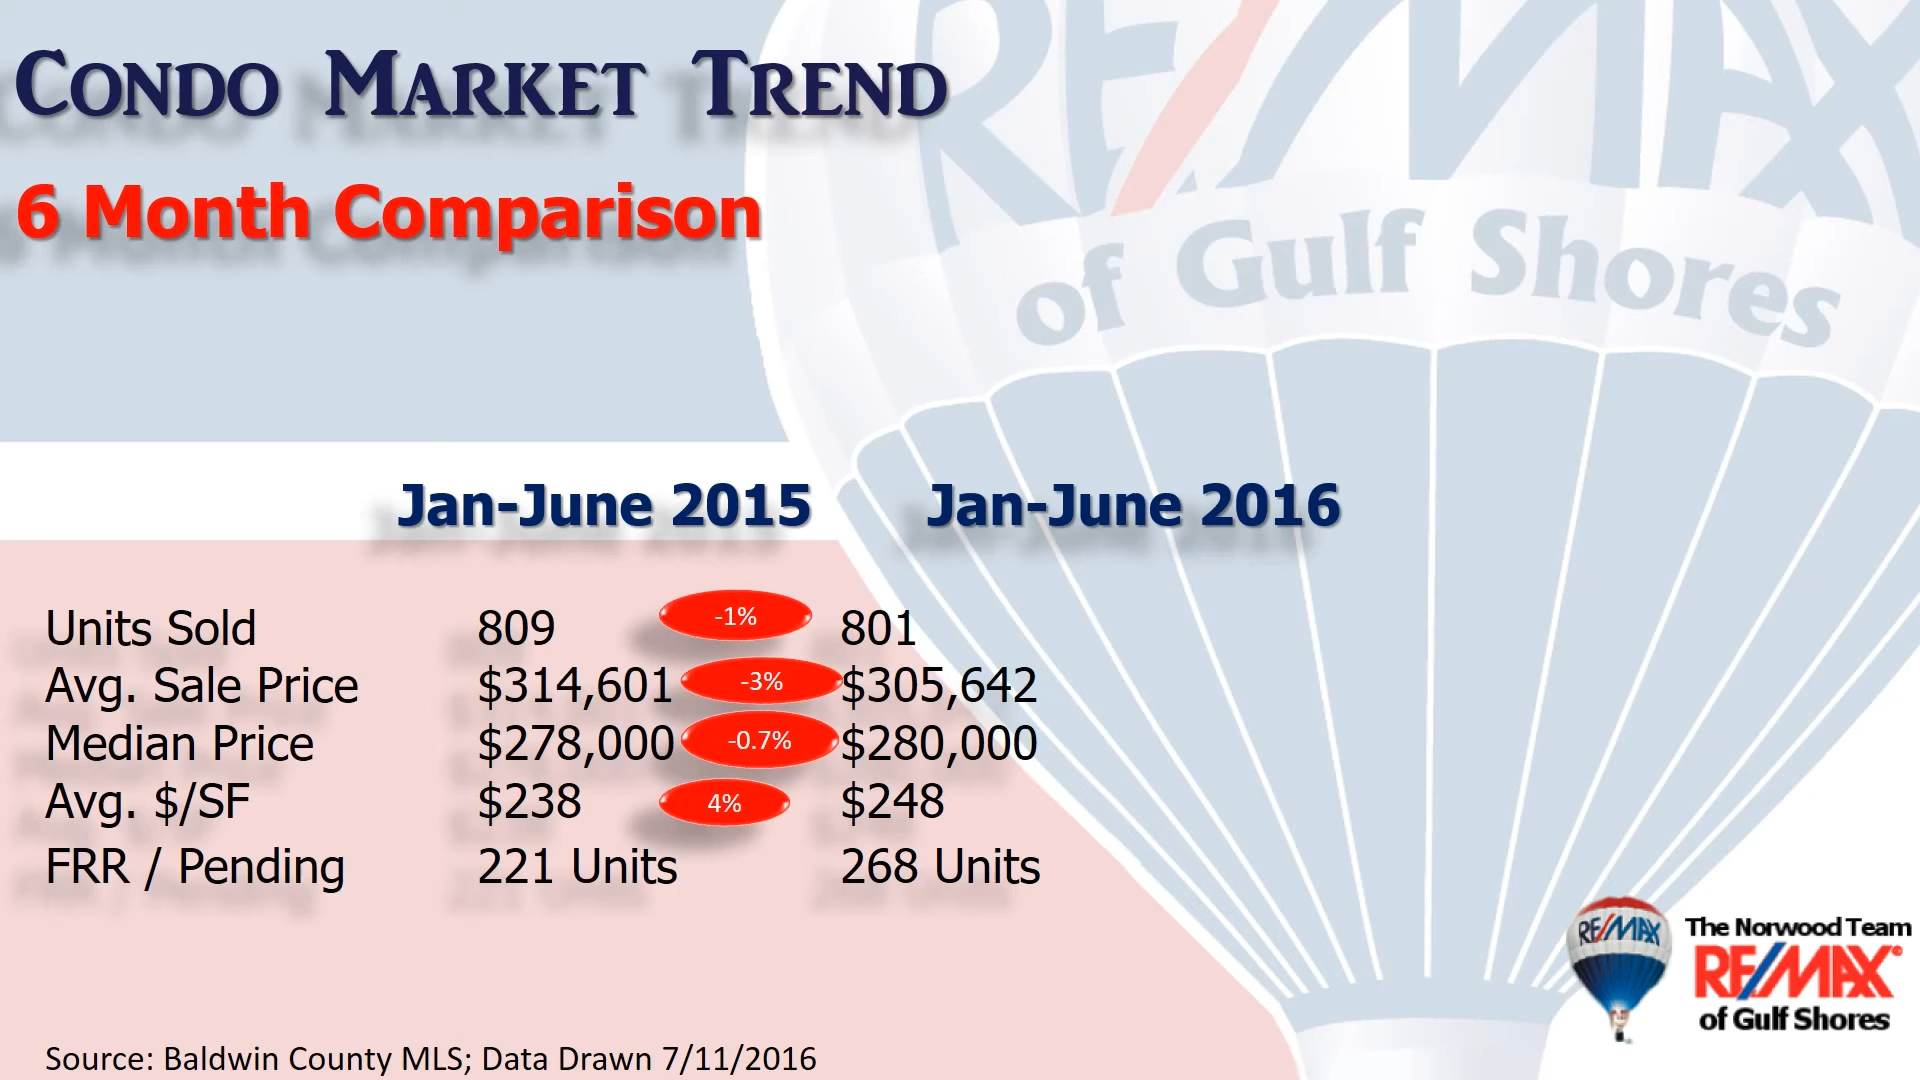 CONDO MARKET TREND
6 Month Comparison
RE/MAX
of Gulf Shores
Jan-June 2015 Jan-June 2016
Units Sold 809 -1% 801
Avg. Sale Price $314,601 -3% $305,642
Median Price $278,000 -0.7% $280,000
Avg. $/SF $238 4% $248
FRR / Pending 221 Units 268 Units
RE/MAX
The Norwood Team
RE/MAX
of Gulf Shores
Source: Baldwin County MLS; Data Drawn 7/11/2016